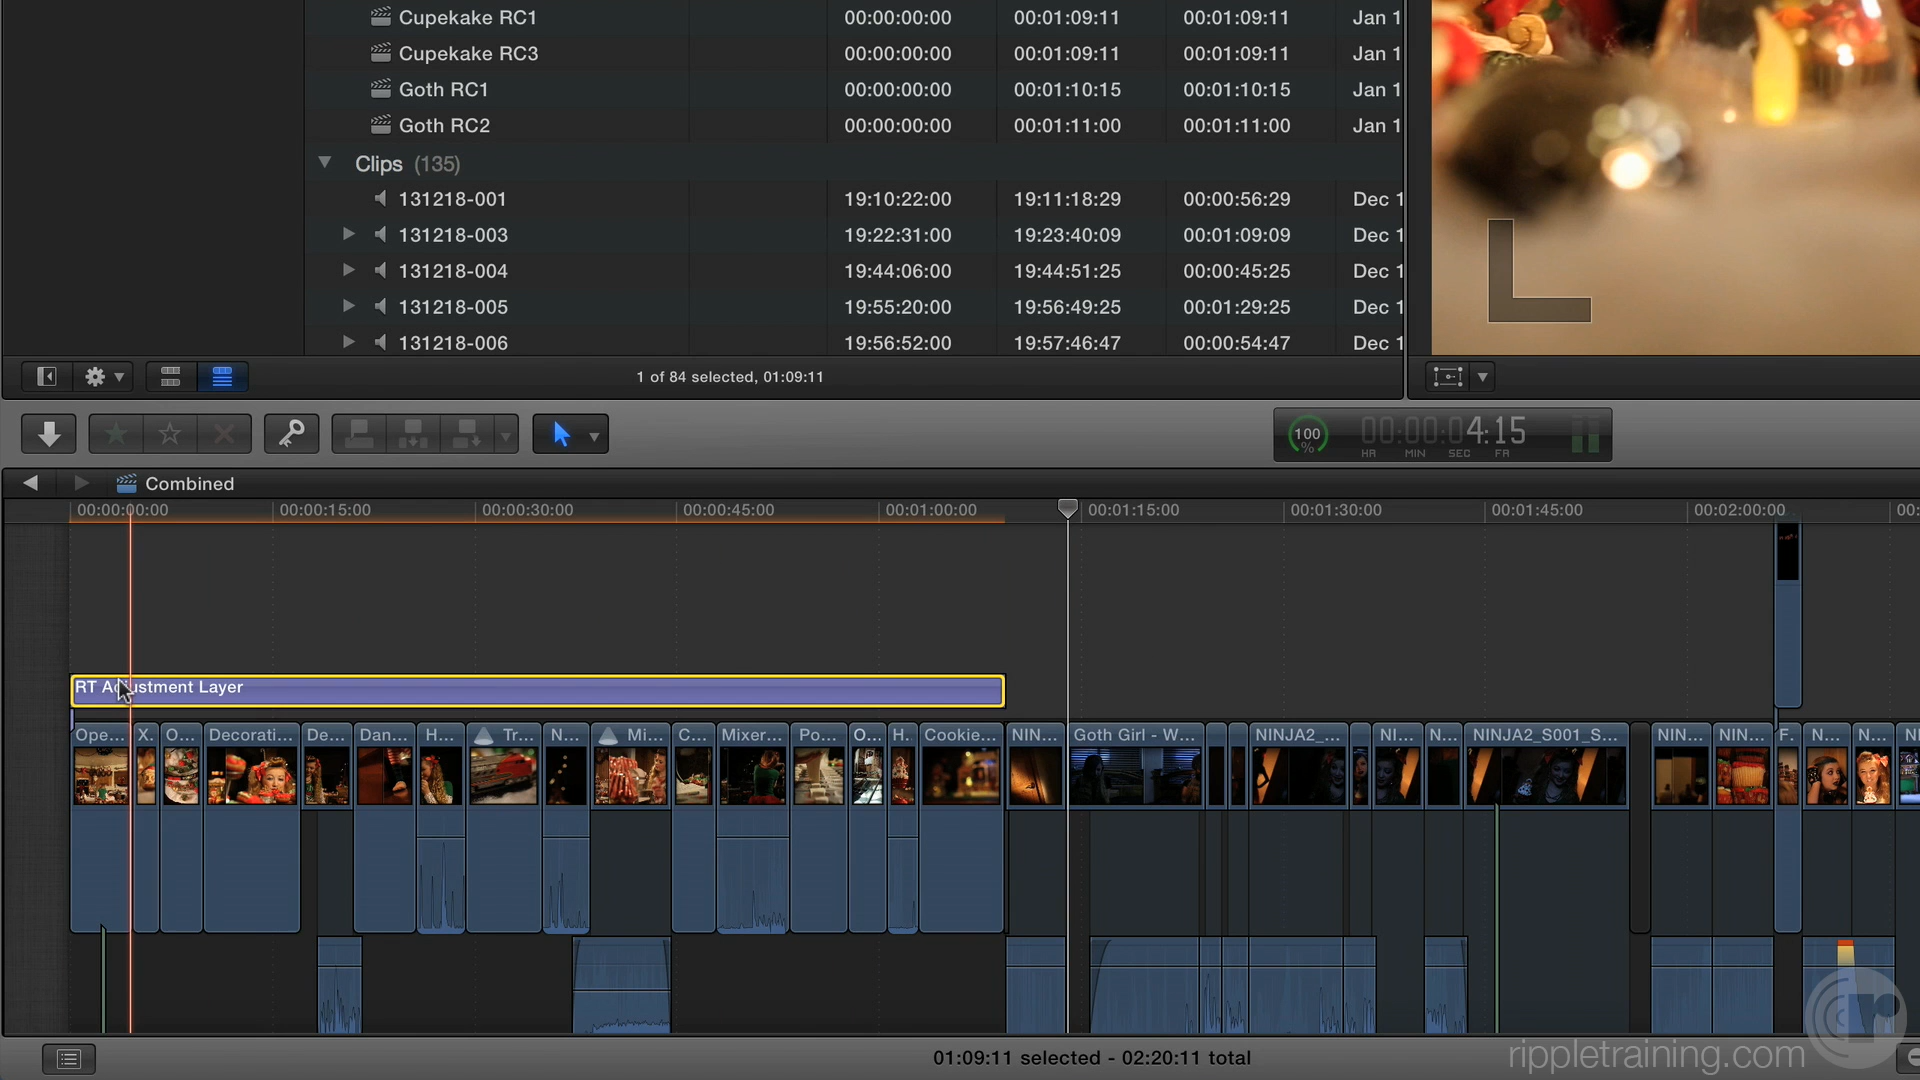 Cupekake RC1 00:00:00:00 00:01:09:11 00:01:09:11 Jan 1
Cupekake RC3 00:00:00:00 00:01:09:11 00:01:09:11 Jan 1
Goth RC1 00:00:00:00 00:01:10:15 00:01:10:15 Jan 1
Goth RC2 00:00:00:00 00:01:11:00 00:01:11:00 Jan 1
Clips (135)
131218-001 19:10:22:00 19:11:18:29 00:00:56:29 Dec 1
131218-003 19:22:31:00 19:23:40:09 00:01:09:09 Dec 1
131218-004 19:44:06:00 19:44:51:25 00:00:45:25 Dec 1
131218-005 19:55:20:00 19:56:49:25 00:01:29:25 Dec 1
131218-006 19:56:52:00 19:57:46:47 00:00:54:47 Dec 1
1 of 84 selected, 01:09:11
100 % 00:00:04:15
HR MIN SEC FR
Combined
00:00:00:00 00:00:15:00 00:00:30:00 00:00:45:00 00:01:00:00 00:01:15:00 00:01:30:00 00:01:45:00 00:02:00:00 00:
RT Adjustment Layer
Ope... X. O... Decorati... De... Dan... H... Tr... N... Mi... C... Mixer... Po... O... H. Cookie... NIN... Goth Girl - W... NINJA2_... NI... N... NINJA2_S001_S... NIN... NIN... F. N... N... NI
01:09:11 selected - 02:20:11 total
rippletraining.com